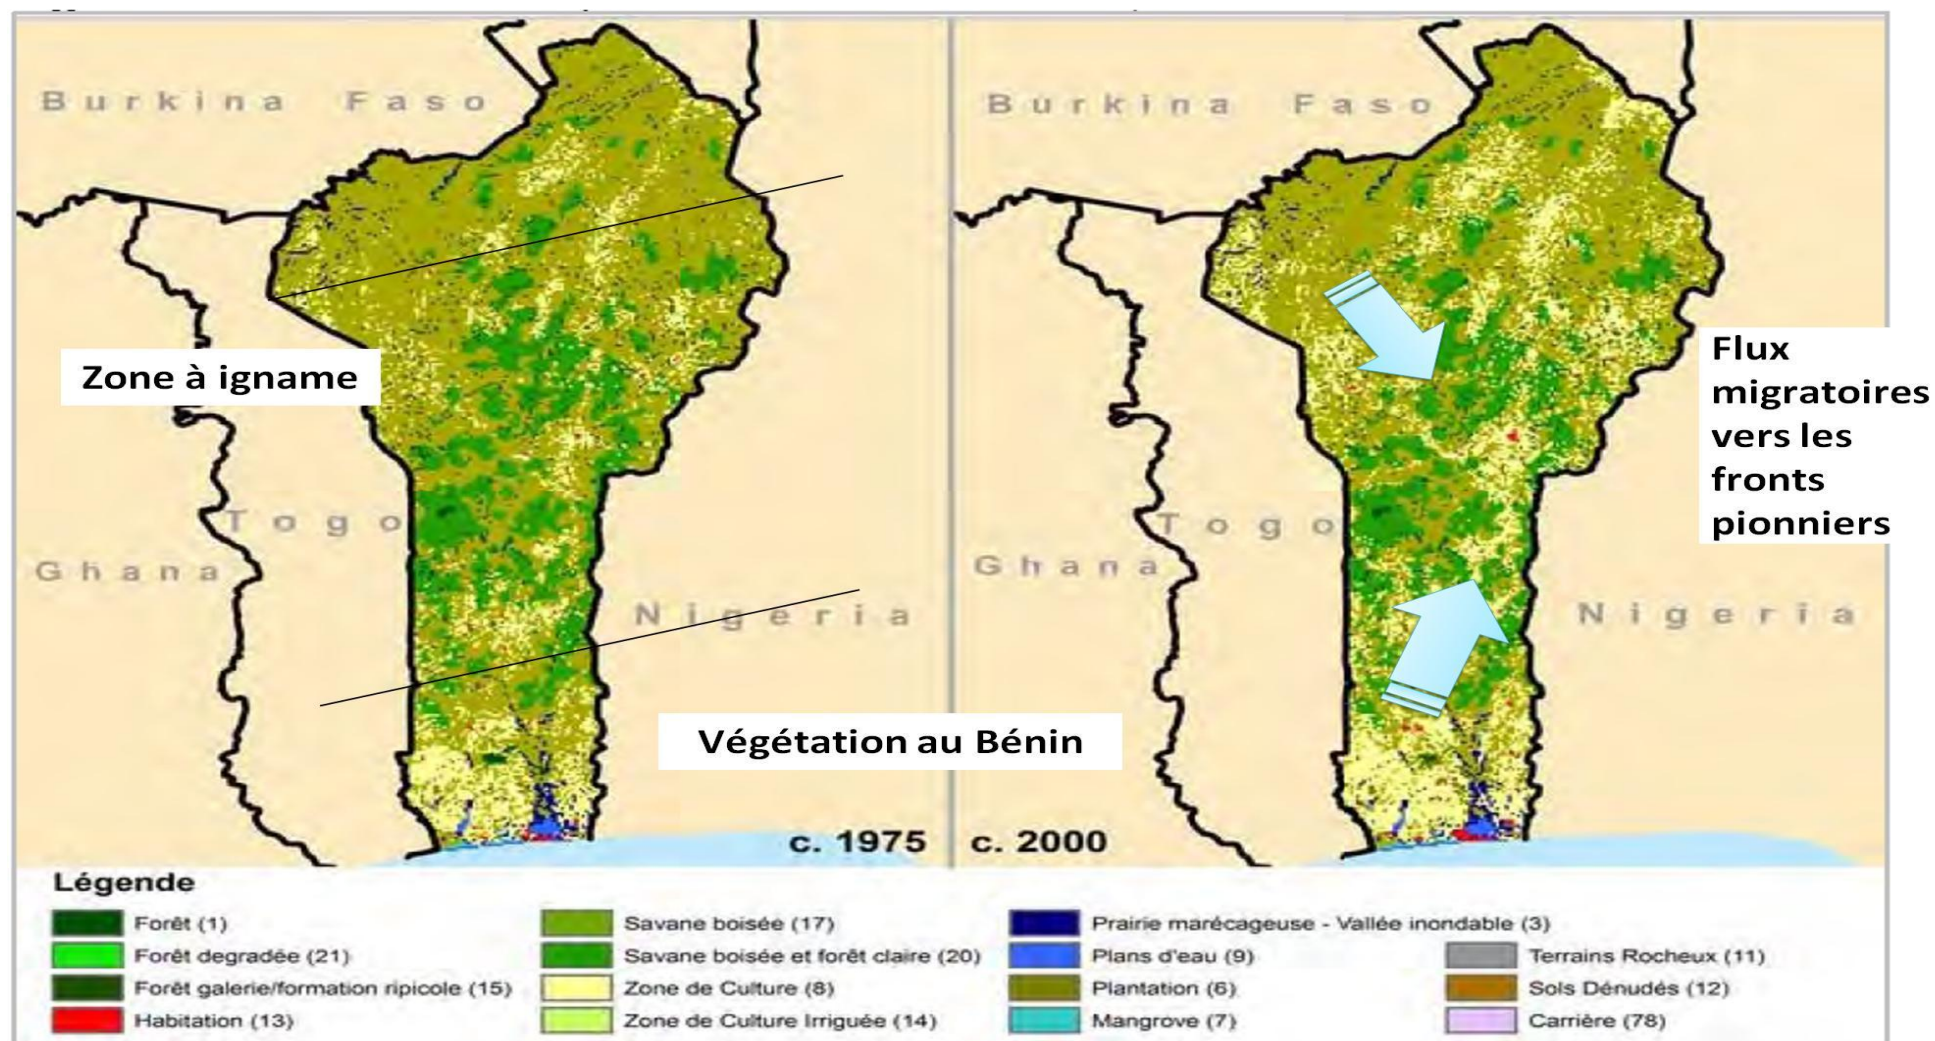 Burkina Faso
Burkina Faso
Zone à igname
Flux
migratoires
vers les
fronts
pionniers
Togo
Togo
Ghana
Ghana
Nigeria
Nigeria
Végétation au Bénin
c. 1975
c. 2000
Légende
Forêt (1)
Forêt degradée (21)
Forêt galerie/formation ripicole (15)
Habitation (13)
Savane boisée (17)
Savane boisée et forêt claire (20)
Zone de Culture (8)
Zone de Culture Irriguée (14)
Prairie marécageuse - Vallée inondable (3)
Plans d'eau (9)
Plantation (6)
Mangrove (7)
Terrains Rocheux (11)
Sols Dénudés (12)
Carrière (78)